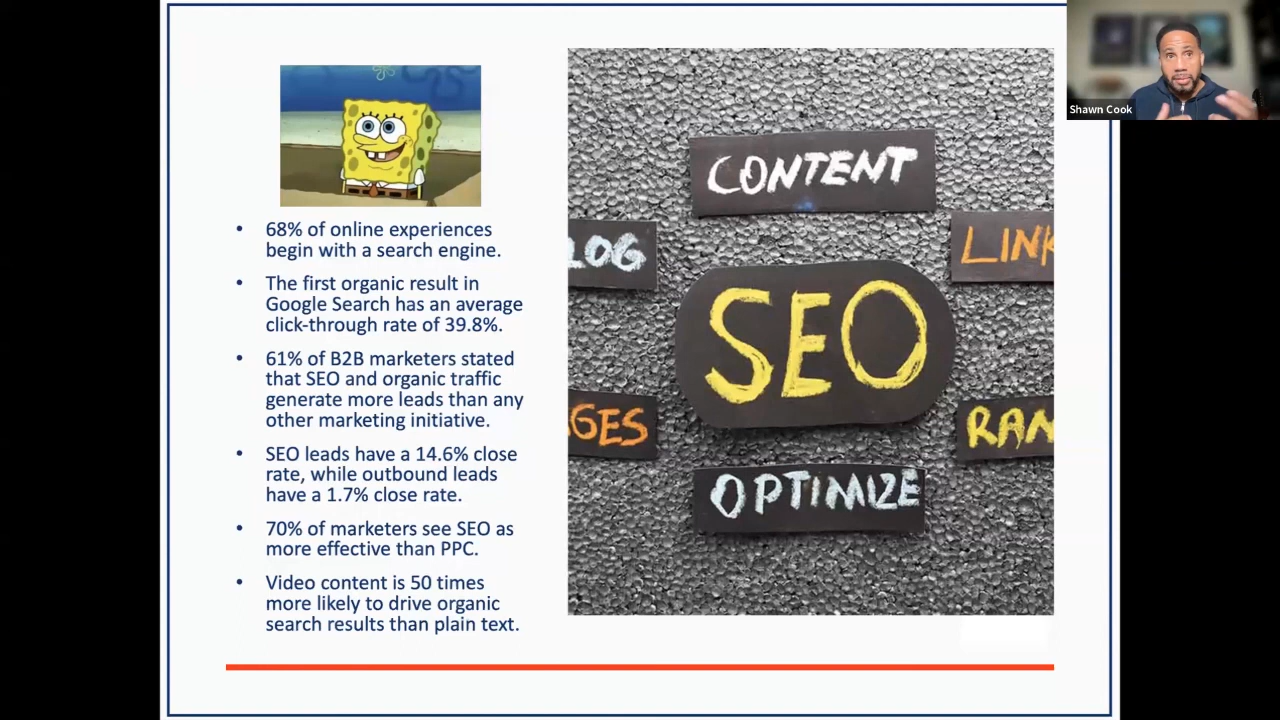 Shawn Cook
• 68% of online experiences
begin with a search engine.
• The first organic result in
Google Search has an average
click-through rate of 39.8%.
• 61% of B2B marketers stated
that SEO and organic traffic
generate more leads than any
other marketing initiative.
• SEO leads have a 14.6% close
rate, while outbound leads
have a 1.7% close rate.
• 70% of marketers see SEO as
more effective than PPC.
• Video content is 50 times
more likely to drive organic
search results than plain text.
CONTENT
LOG
LINK
SEO
GES
RAN
OPTIMIZE